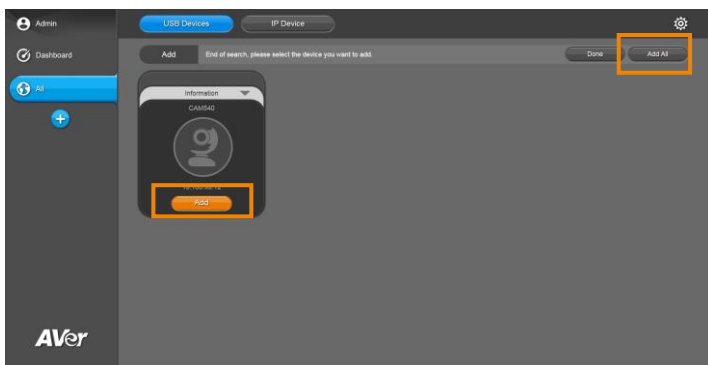 Admin
USB Devices
IP Device
Dashboard
Add
End of search, please select the device you want to add.
Done
Add All
All
Information
CAM540
Add
AVer